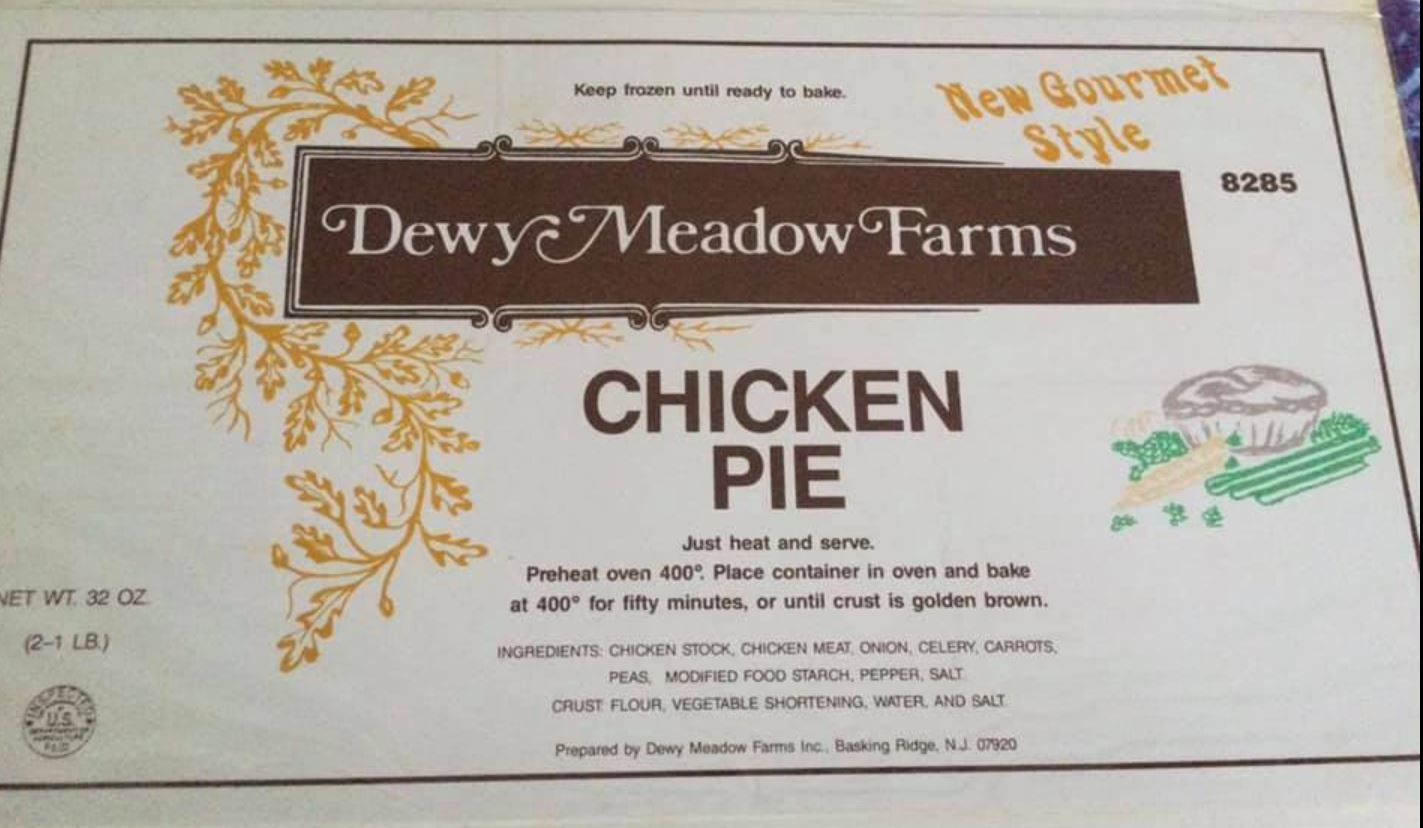 Keep frozen until ready to bake.
New Gourmet
Style
8285
Dewy Meadow Farms
CHICKEN
PIE
Just heat and serve.
Preheat oven 400°. Place container in oven and bake
at 400° for fifty minutes, or until crust is golden brown.
NET WT. 32 OZ.
(2-1 LB.)
INGREDIENTS: CHICKEN STOCK, CHICKEN MEAT, ONION, CELERY, CARROTS,
PEAS, MODIFIED FOOD STARCH, PEPPER, SALT.
CRUST: FLOUR, VEGETABLE SHORTENING, WATER, AND SALT.
Prepared by Dewy Meadow Farms Inc., Basking Ridge, N.J. 07920
INSPECTED
U.S.
DEPARTMENT OF
AGRICULTURE